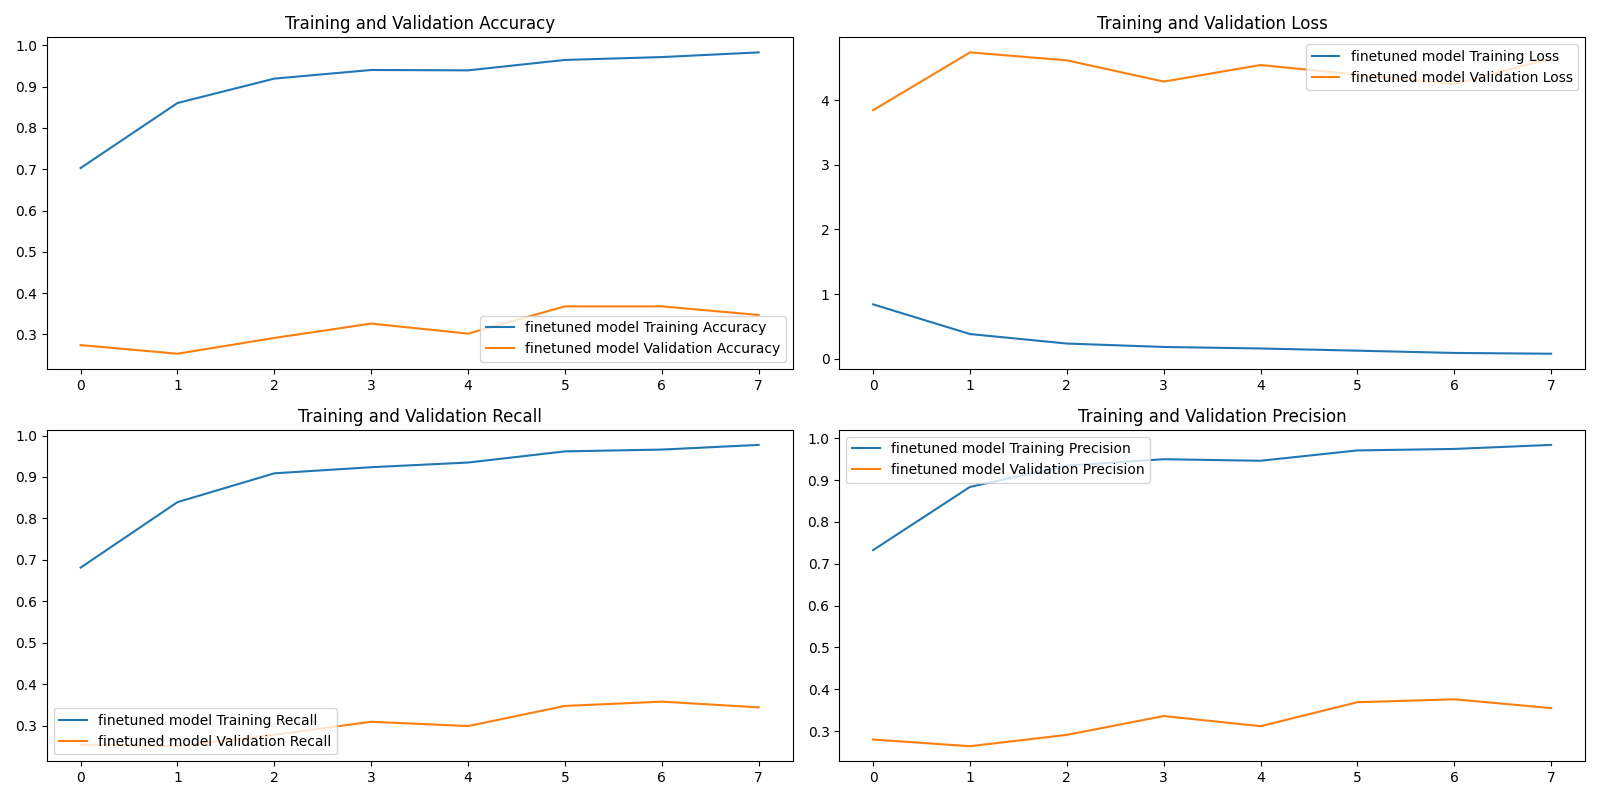 Training and Validation Accuracy
1.0
0.9
0.8
0.7
0.6
0.5
0.4
0.3
finetuned model Training Accuracy
finetuned model Validation Accuracy
0 1 2 3 4 5 6 7
Training and Validation Loss
4
3
2
1
0
finetuned model Training Loss
finetuned model Validation Loss
0 1 2 3 4 5 6 7
Training and Validation Recall
1.0
0.9
0.8
0.7
0.6
0.5
0.4
0.3
finetuned model Training Recall
finetuned model Validation Recall
0 1 2 3 4 5 6 7
Training and Validation Precision
1.0
0.9
0.8
0.7
0.6
0.5
0.4
0.3
finetuned model Training Precision
finetuned model Validation Precision
0 1 2 3 4 5 6 7